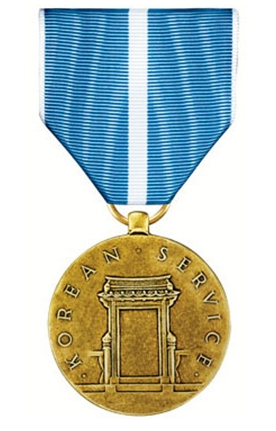 · KOREAN · SERVICE ·